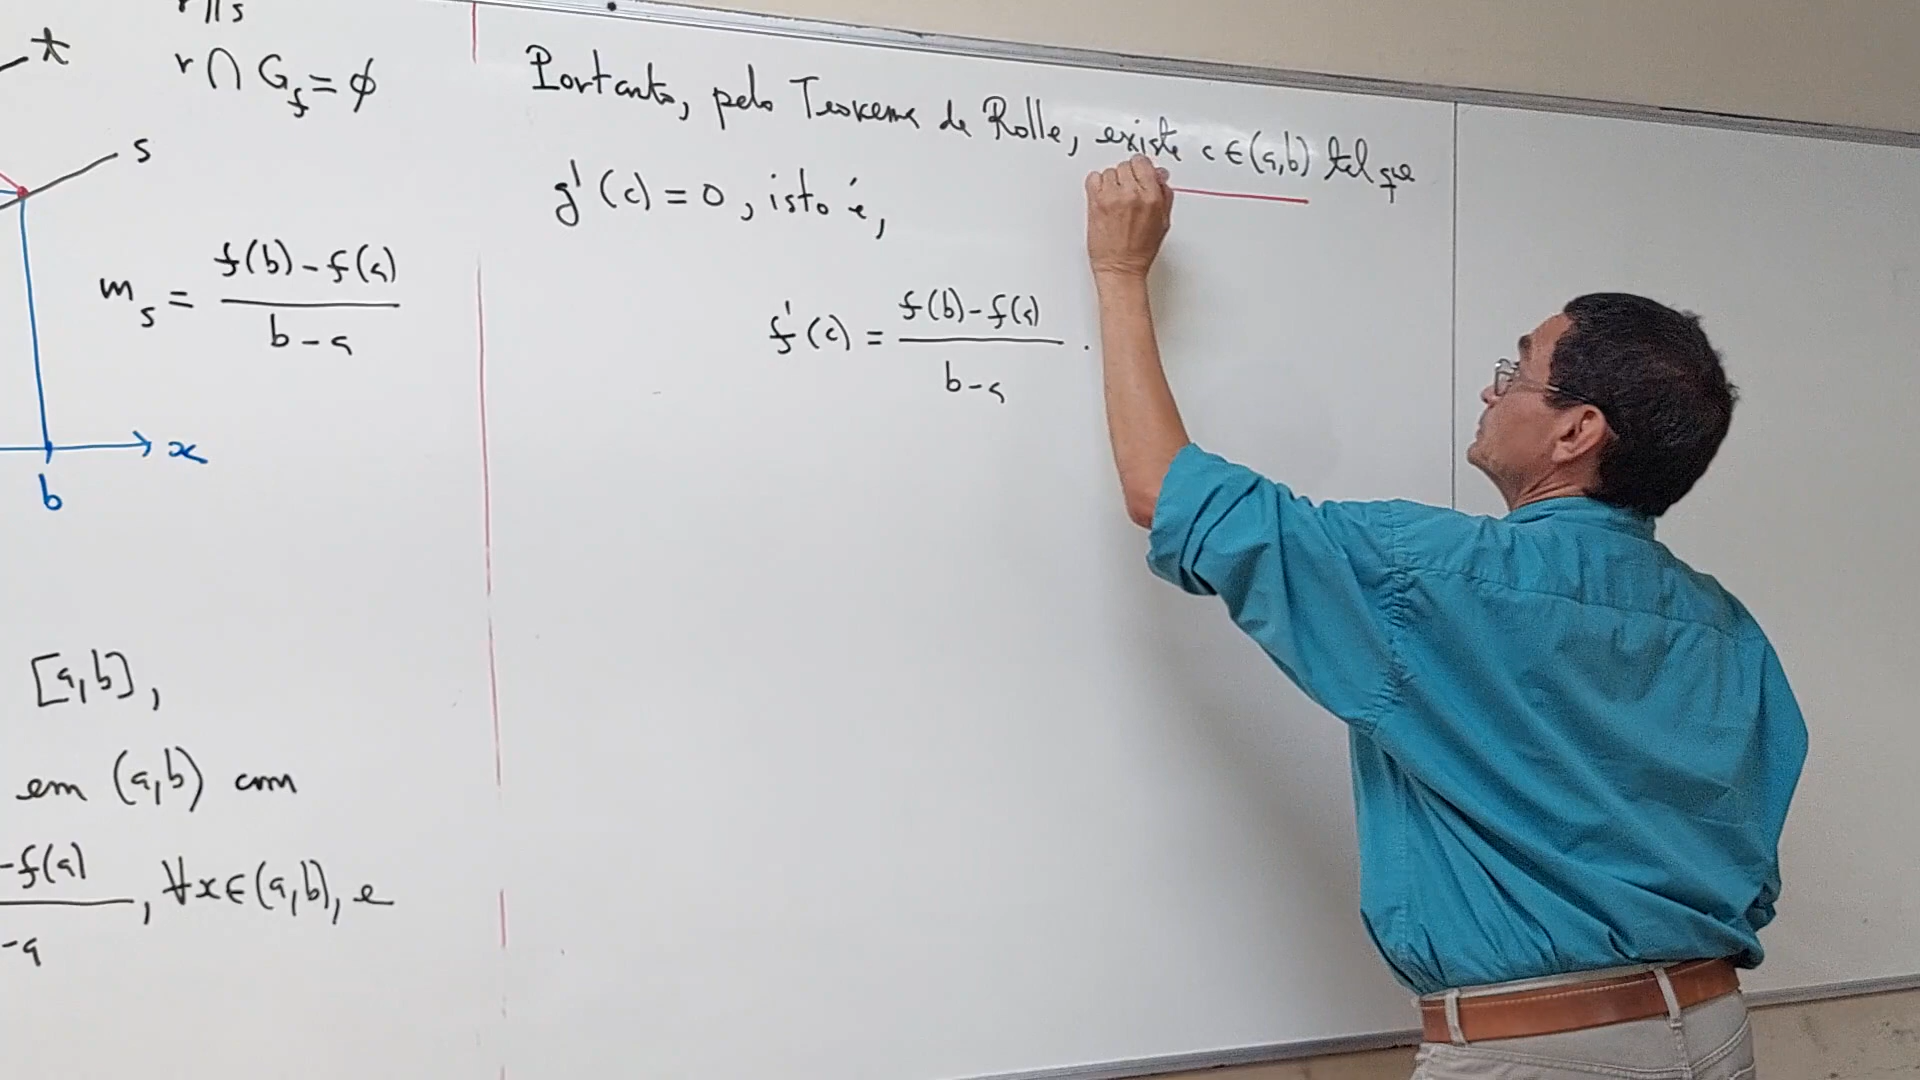 r || s
t
r ∩ G_f = ∅
s
m_s = (f(b) - f(a)) / (b - a)
x
b
[a,b],
em (a,b) com
- f(a) / - a, ∀x ∈ (a,b), e
Portanto, pelo Teorema de Rolle, existe c ∈ (a,b) tal que
g'(c) = 0, isto é,
f'(c) = (f(b) - f(a)) / (b - a) .